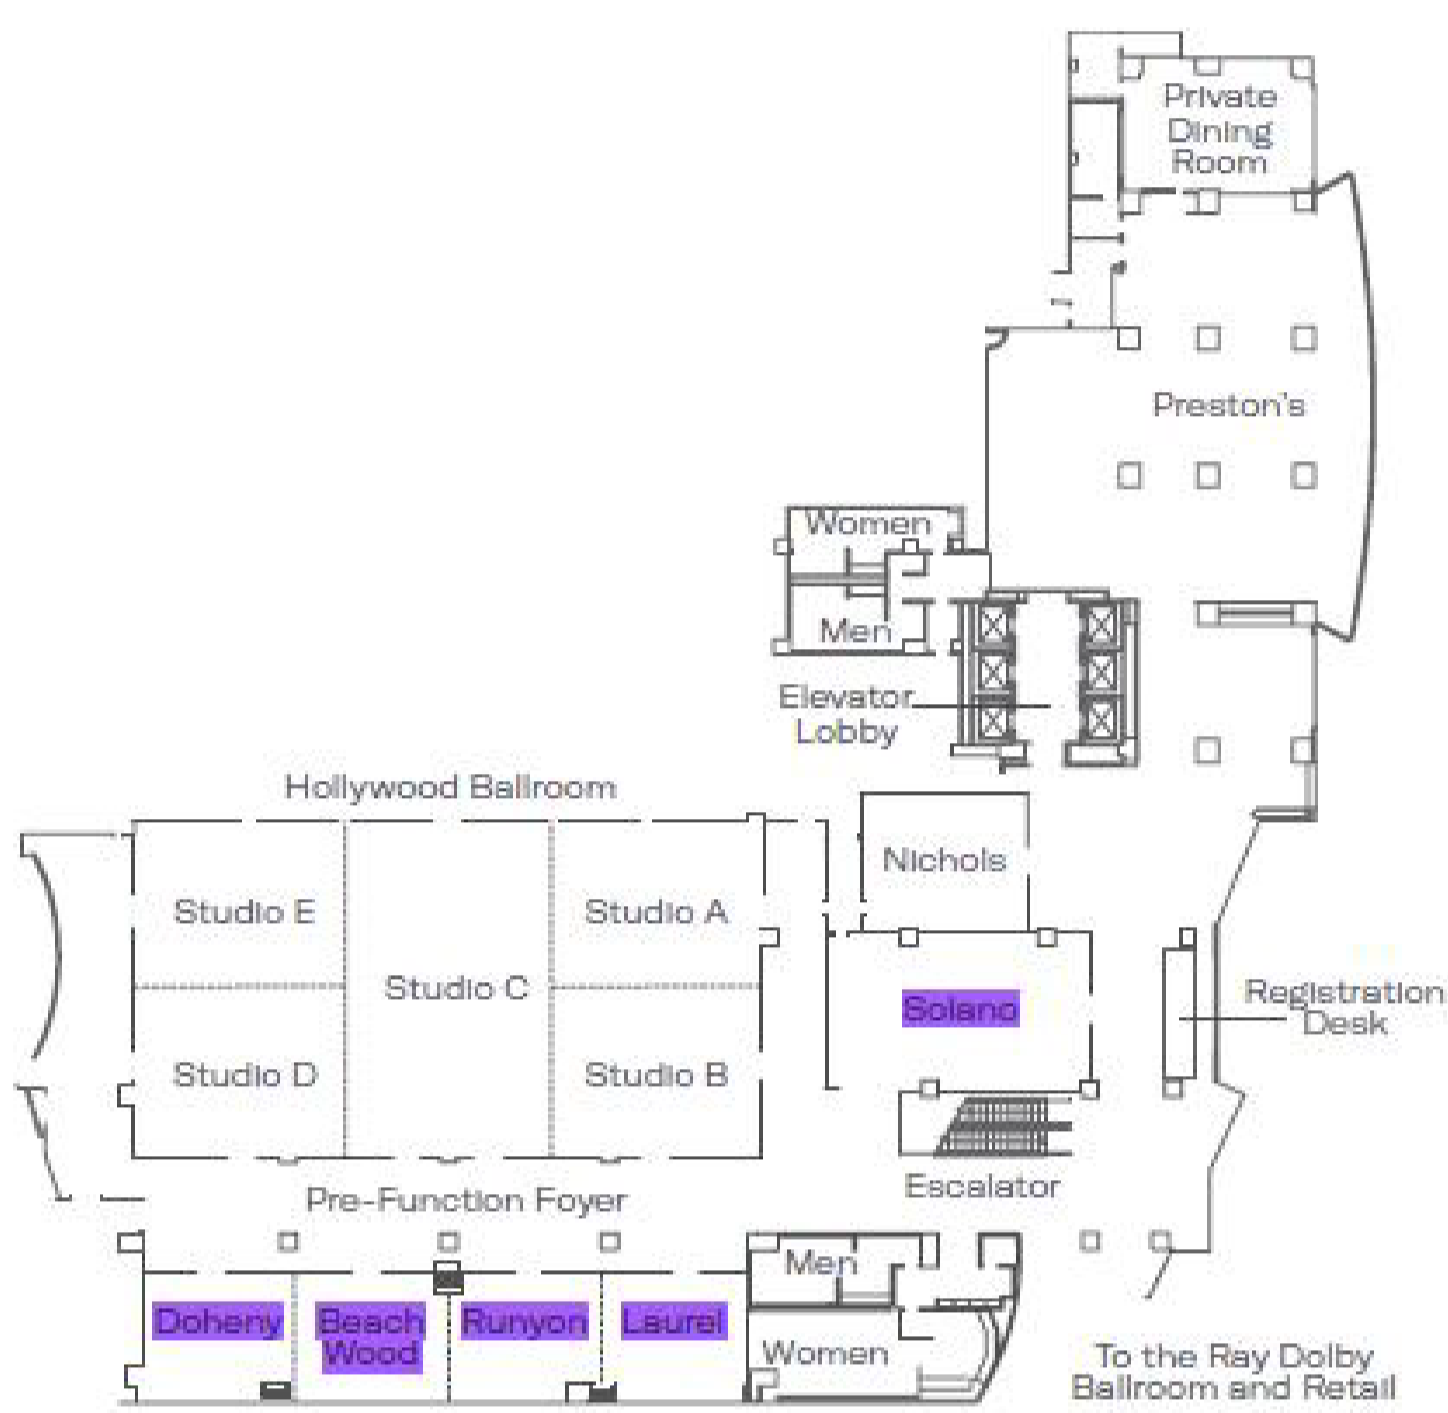 Private
Dining
Room
Preston's
Women
Men
Elevator
Lobby
Hollywood Ballroom
Nichols
Studio E
Studio A
Studio C
Solano
Registration
Desk
Studio D
Studio B
Escalator
Pre-Function Foyer
Men
Doheny
Beach
Wood
Runyon
Laurel
Women
To the Ray Dolby
Ballroom and Retail